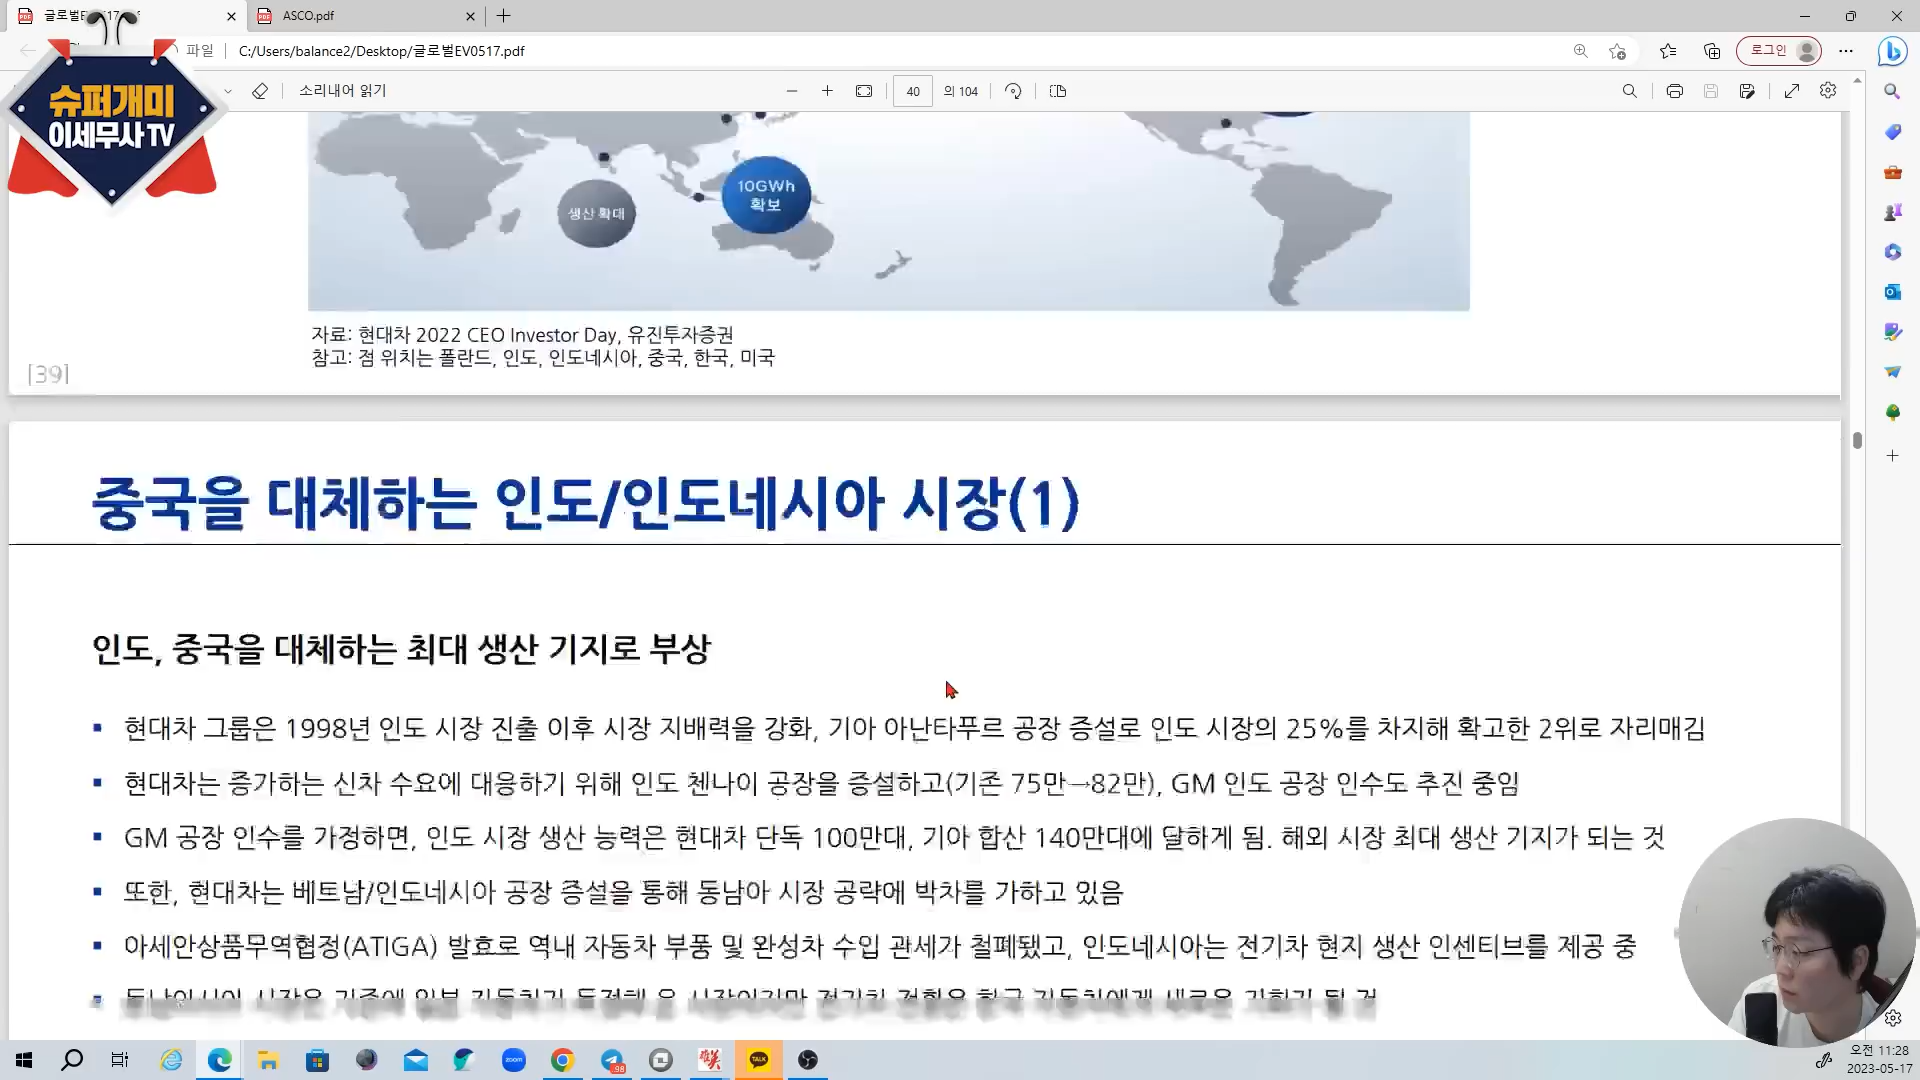 ASCO.pdf
파일
C:/Users/balance2/Desktop/글로벌EV0517.pdf
로그인
슈퍼개미
이세무사TV
소리내어 읽기
40 의 104
10GWh
확보
생산 확대
자료: 현대차 2022 CEO Investor Day, 유진투자증권
참고: 점 위치는 폴란드, 인도, 인도네시아, 중국, 한국, 미국
[39]
중국을 대체하는 인도/인도네시아 시장(1)
인도, 중국을 대체하는 최대 생산 기지로 부상
▪ 현대차 그룹은 1998년 인도 시장 진출 이후 시장 지배력을 강화, 기아 아난타푸르 공장 증설로 인도 시장의 25%를 차지해 확고한 2위로 자리매김
▪ 현대차는 증가하는 신차 수요에 대응하기 위해 인도 첸나이 공장을 증설하고(기존 75만→82만), GM 인도 공장 인수도 추진 중임
▪ GM 공장 인수를 가정하면, 인도 시장 생산 능력은 현대차 단독 100만대, 기아 합산 140만대에 달하게 됨. 해외 시장 최대 생산 기지가 되는 것
▪ 또한, 현대차는 베트남/인도네시아 공장 증설을 통해 동남아 시장 공략에 박차를 가하고 있음
▪ 아세안상품무역협정(ATIGA) 발효로 역내 자동차 부품 및 완성차 수입 관세가 철폐됐고, 인도네시아는 전기차 현지 생산 인센티브를 제공 중
zoom
98
TALK
오전 11:28
2023-05-17